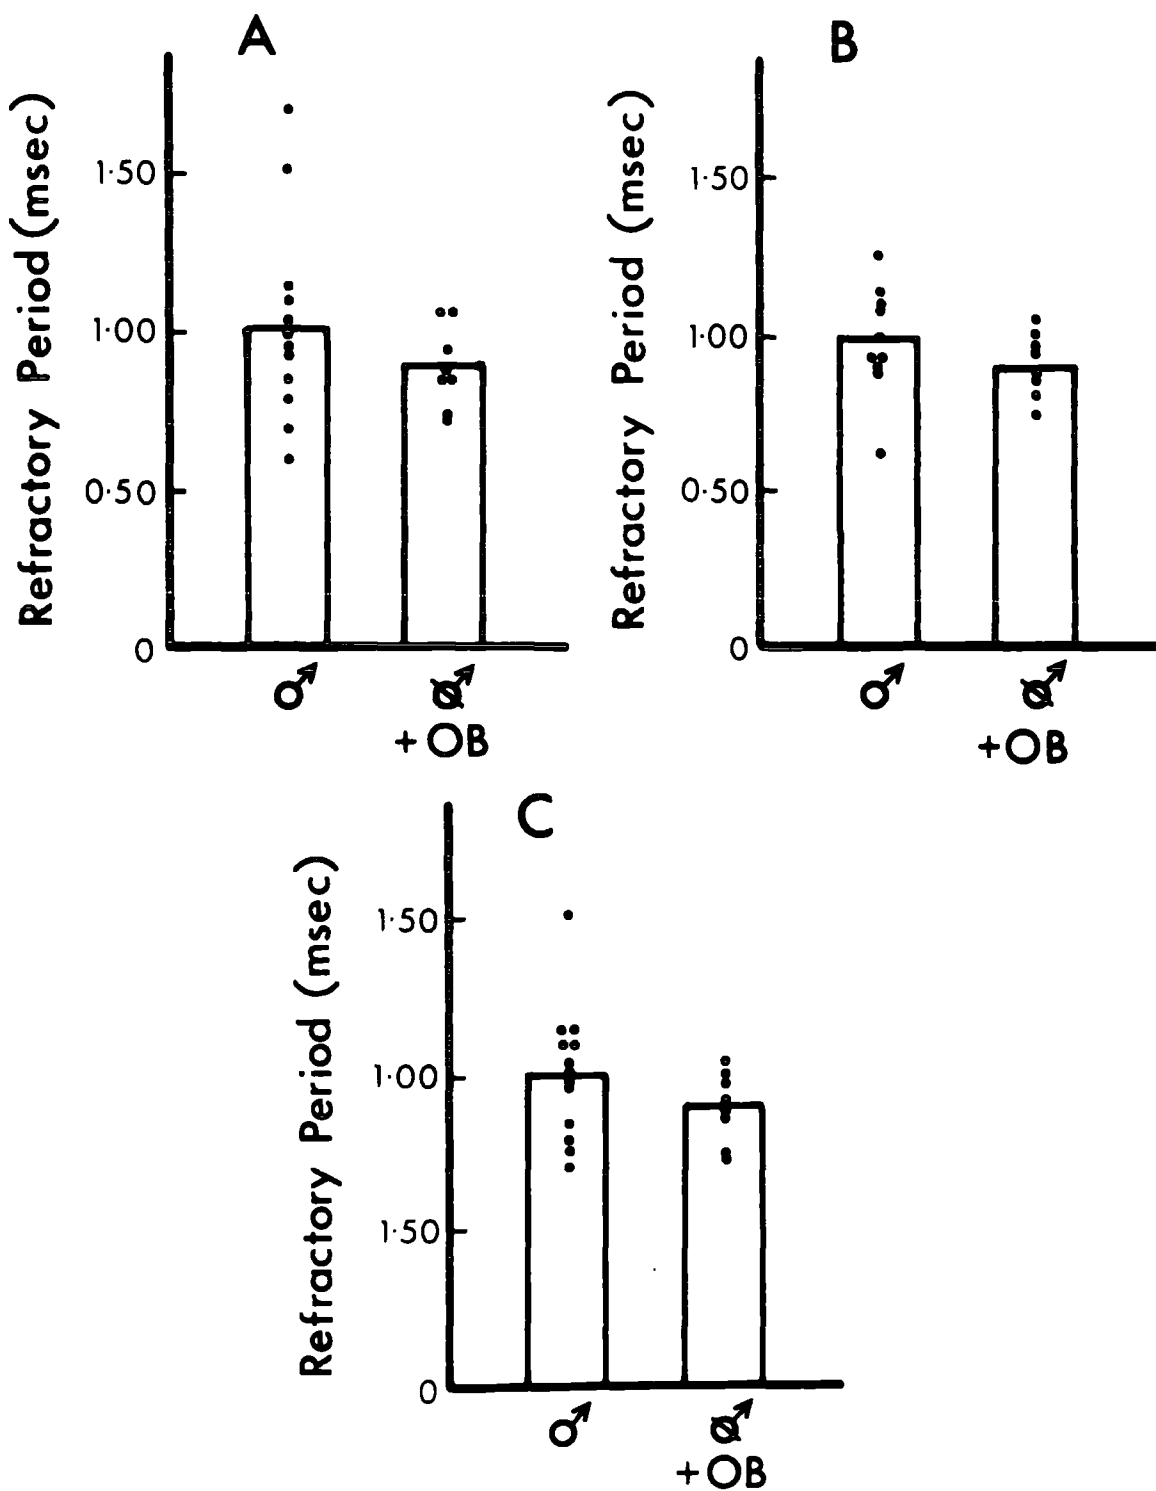 A
Refractory Period (msec)
1·50
1·00
0·50
0
♂
♂
+ OB
B
Refractory Period (msec)
1·50
1·00
0·50
0
♂
♂
+ OB
C
Refractory Period (msec)
1·50
1·00
1·50
0
♂
♂
+ OB